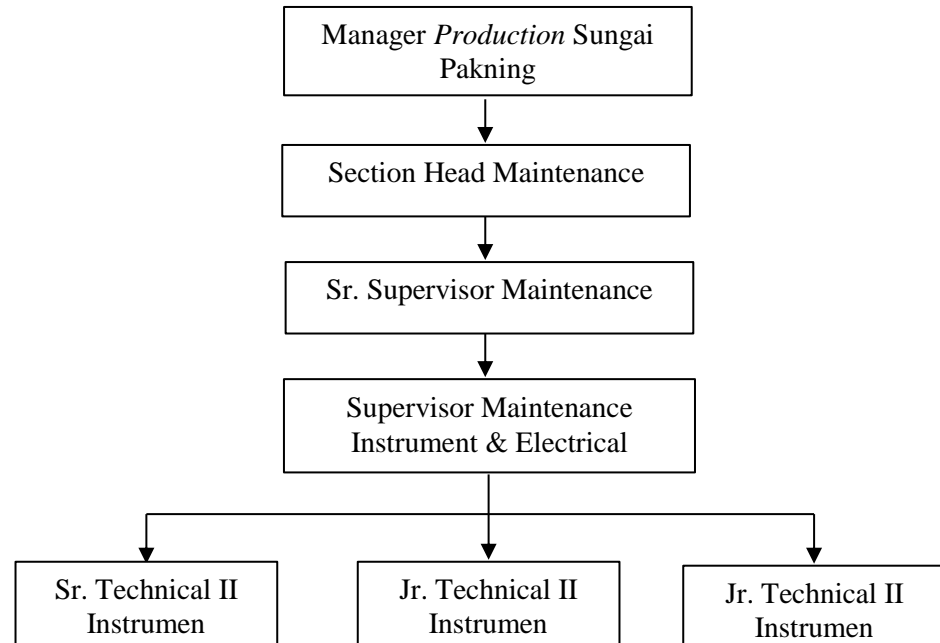 Manager Production Sungai
Pakning
Section Head Maintenance
Sr. Supervisor Maintenance
Supervisor Maintenance
Instrument & Electrical
Sr. Technical II
Instrumen
Jr. Technical II
Instrumen
Jr. Technical II
Instrumen